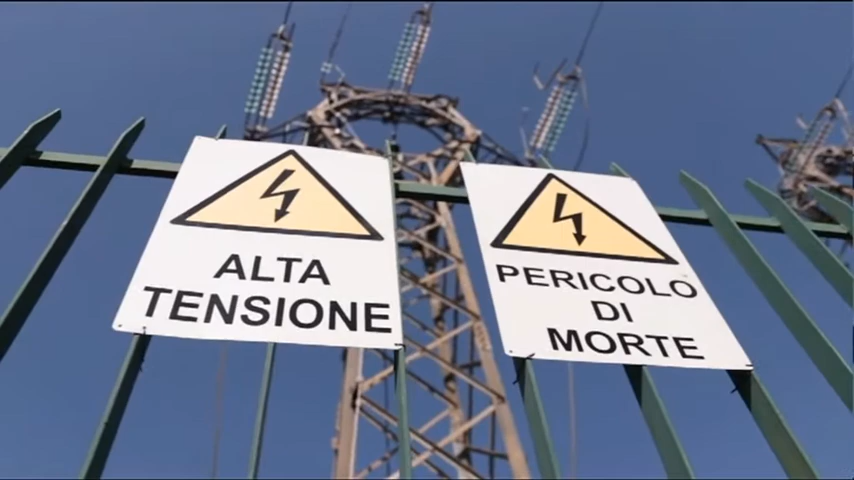 ALTA
TENSIONE
PERICOLO
DI
MORTE